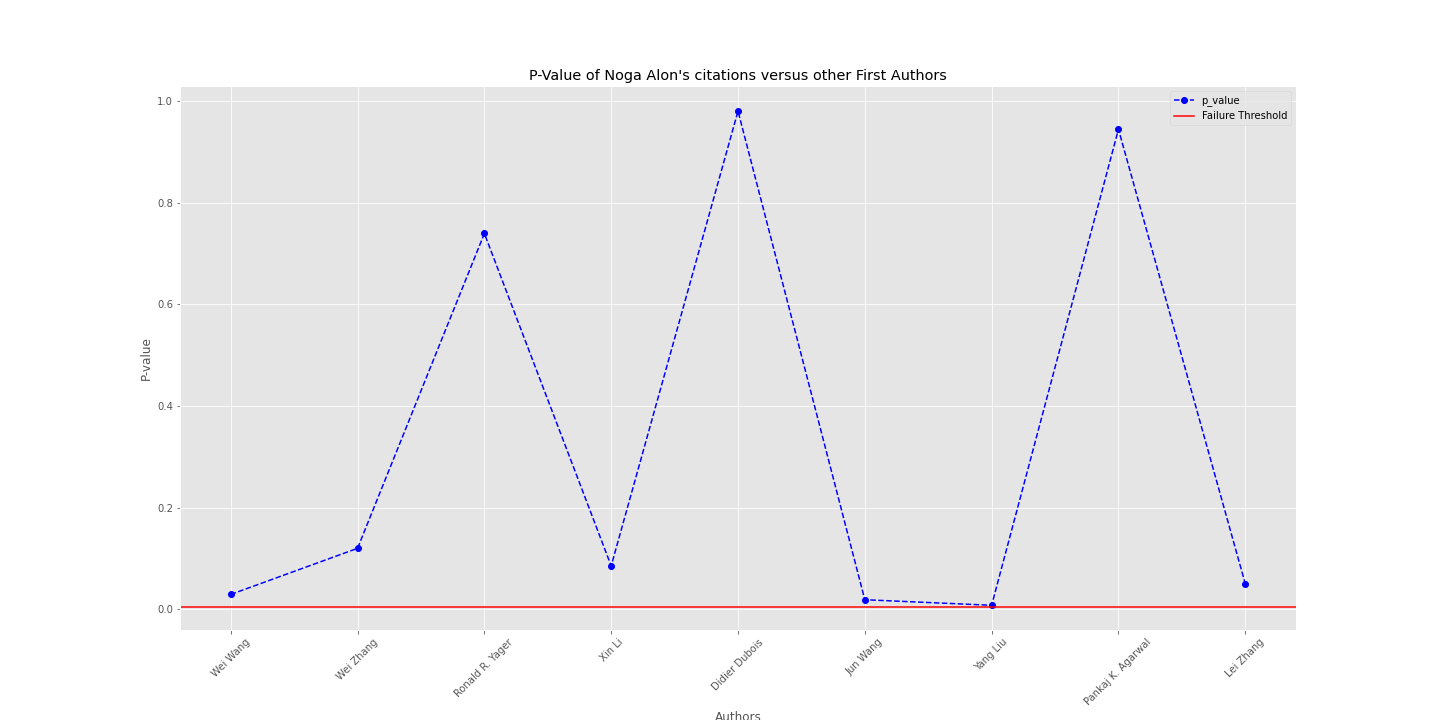 P-Value of Noga Alon's citations versus other First Authors
p_value
Failure Threshold
1.0
0.8
0.6
0.4
0.2
0.0
P-value
Wei Wang
Wei Zhang
Ronald R. Yager
Xin Li
Didier Dubois
Jun Wang
Yang Liu
Pankaj K. Agarwal
Lei Zhang
Authors